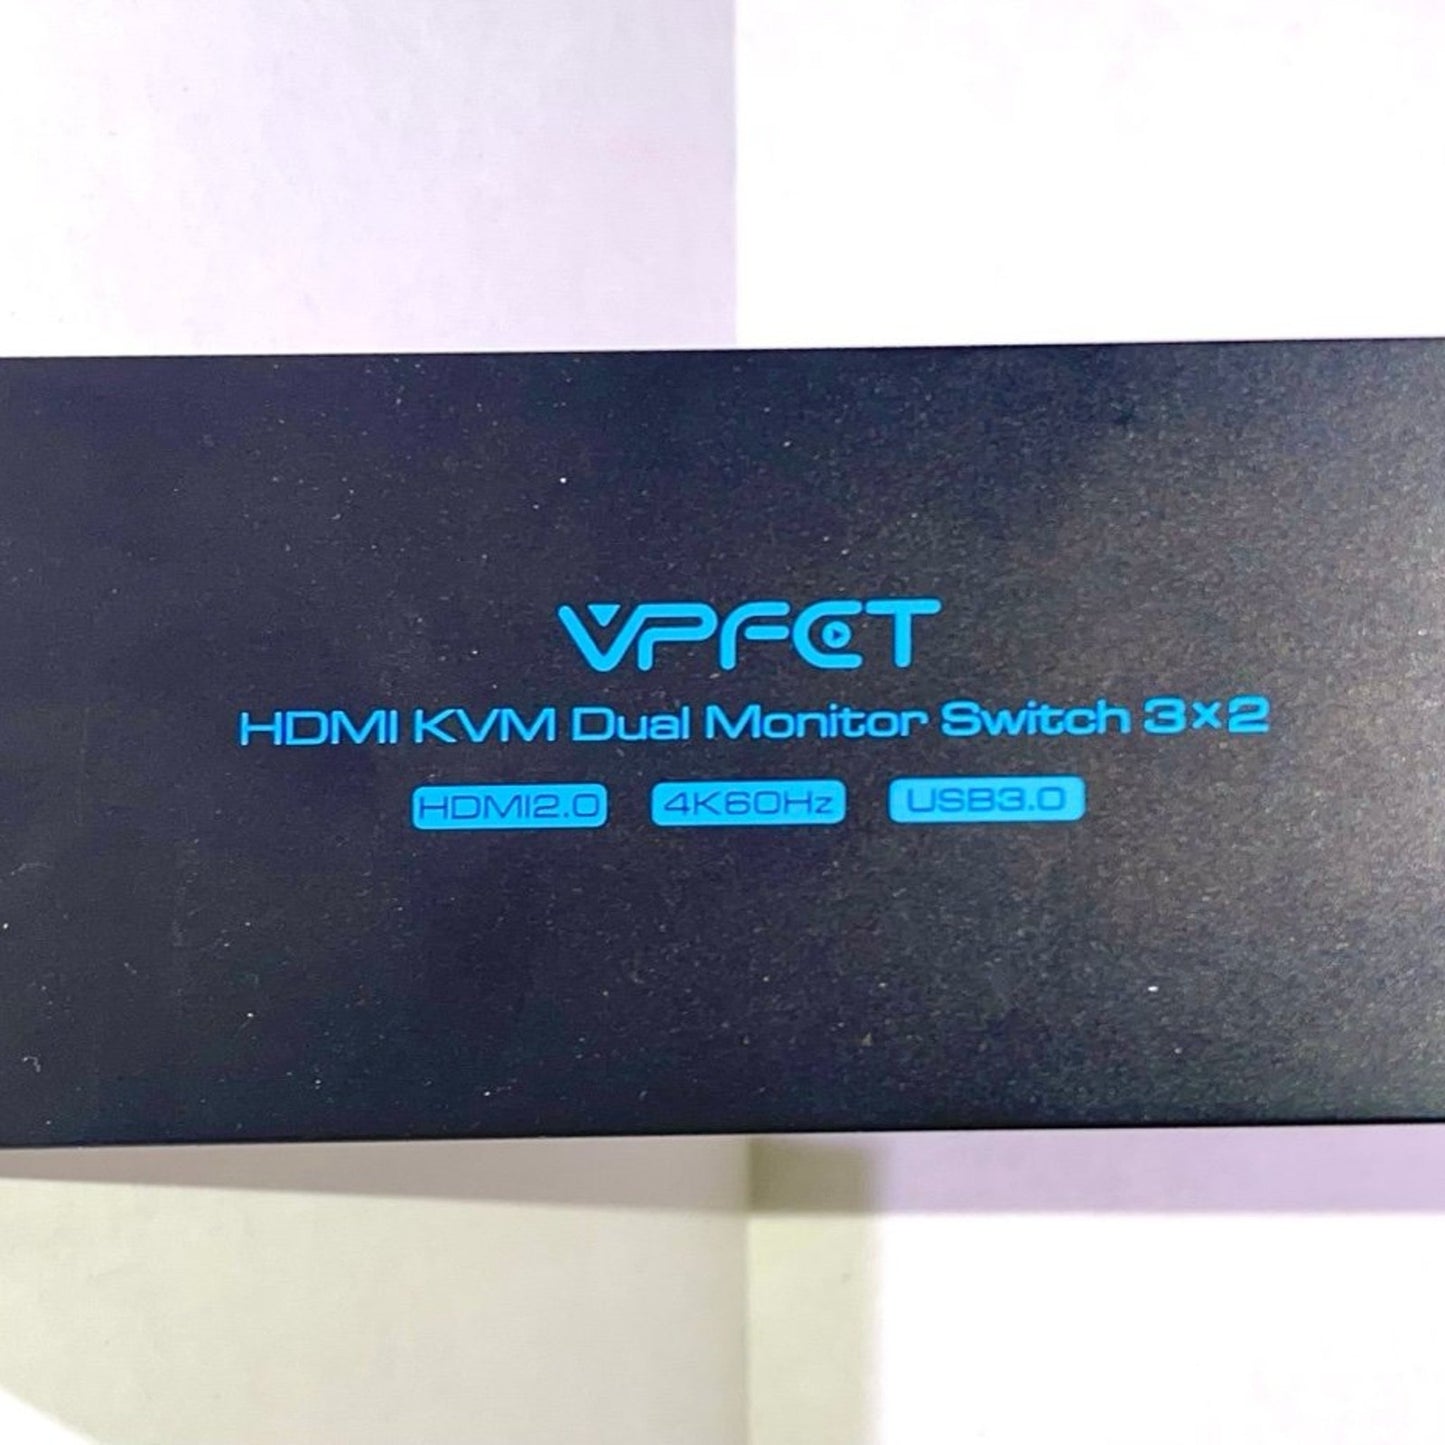 VPFET
HDMI KVM Dual Monitor Switch 3×2
HDMI2.0 4K60Hz USB3.0